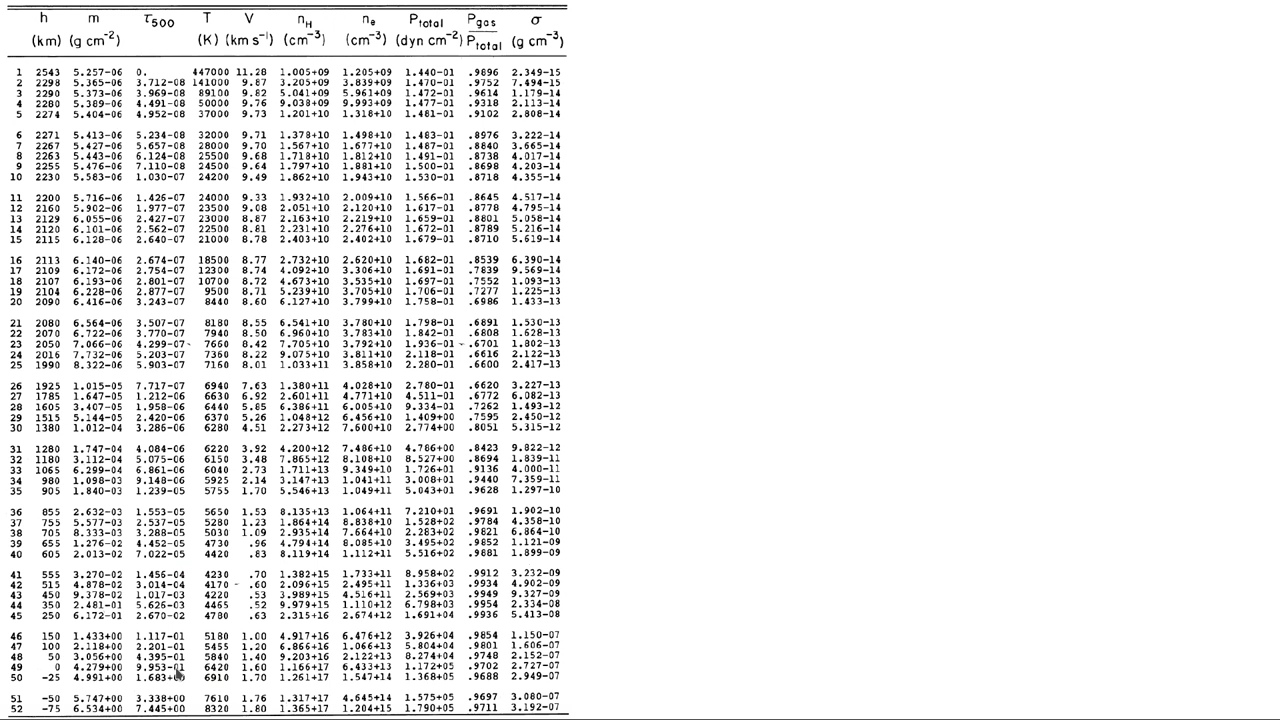 h m τ500 T V nH ne Ptotal Pgas/Ptotal σ
(km) (g cm-2) (K) (km s-1) (cm-3) (cm-3) (dyn cm-2) (g cm-3)
1 2543 5.257-06 0. 447000 11.28 1.005+09 1.205+09 1.440-01 .9896 2.349-15
2 2298 5.365-06 3.712-08 141000 9.87 3.205+09 3.839+09 1.470-01 .9752 7.494-15
3 2290 5.373-06 3.969-08 89100 9.82 5.041+09 5.961+09 1.472-01 .9614 1.179-14
4 2280 5.389-06 4.491-08 50000 9.76 9.038+09 9.993+09 1.477-01 .9318 2.113-14
5 2274 5.404-06 4.952-08 37000 9.73 1.201+10 1.318+10 1.481-01 .9102 2.808-14
6 2271 5.413-06 5.234-08 32000 9.71 1.378+10 1.498+10 1.483-01 .8976 3.222-14
7 2267 5.427-06 5.657-08 28000 9.70 1.567+10 1.677+10 1.487-01 .8840 3.665-14
8 2263 5.443-06 6.124-08 25500 9.68 1.718+10 1.812+10 1.491-01 .8738 4.017-14
9 2255 5.476-06 7.110-08 24500 9.64 1.797+10 1.881+10 1.500-01 .8698 4.203-14
10 2230 5.583-06 1.030-07 24200 9.49 1.862+10 1.943+10 1.530-01 .8718 4.355-14
11 2200 5.716-06 1.426-07 24000 9.33 1.932+10 2.009+10 1.566-01 .8645 4.517-14
12 2160 5.902-06 1.977-07 23500 9.08 2.051+10 2.120+10 1.617-01 .8778 4.795-14
13 2129 6.055-06 2.427-07 23000 8.87 2.163+10 2.219+10 1.659-01 .8801 5.058-14
14 2120 6.101-06 2.562-07 22500 8.81 2.231+10 2.276+10 1.672-01 .8789 5.216-14
15 2115 6.128-06 2.640-07 21000 8.78 2.403+10 2.402+10 1.679-01 .8710 5.619-14
16 2113 6.140-06 2.674-07 18500 8.77 2.732+10 2.620+10 1.682-01 .8539 6.390-14
17 2109 6.172-06 2.754-07 12300 8.74 4.092+10 3.306+10 1.691-01 .7839 9.569-14
18 2107 6.193-06 2.801-07 10700 8.72 4.673+10 3.535+10 1.697-01 .7552 1.093-13
19 2104 6.228-06 2.877-07 9500 8.71 5.239+10 3.705+10 1.706-01 .7277 1.225-13
20 2090 6.416-06 3.243-07 8440 8.60 6.127+10 3.799+10 1.758-01 .6986 1.433-13
21 2080 6.564-06 3.507-07 8180 8.55 6.541+10 3.780+10 1.798-01 .6891 1.530-13
22 2070 6.722-06 3.770-07 7940 8.50 6.960+10 3.783+10 1.842-01 .6808 1.628-13
23 2050 7.066-06 4.299-07 7660 8.42 7.705+10 3.792+10 1.936-01 .6701 1.802-13
24 2016 7.732-06 5.203-07 7360 8.22 9.075+10 3.811+10 2.118-01 .6616 2.122-13
25 1990 8.322-06 5.903-07 7160 8.01 1.033+11 3.858+10 2.280-01 .6600 2.417-13
26 1925 1.015-05 7.717-07 6940 7.63 1.380+11 4.028+10 2.780-01 .6620 3.227-13
27 1785 1.647-05 1.212-06 6630 6.92 2.601+11 4.771+10 4.511-01 .6772 6.082-13
28 1605 3.407-05 1.958-06 6440 5.85 6.386+11 6.005+10 9.334-01 .7262 1.493-12
29 1515 5.144-05 2.420-06 6370 5.26 1.048+12 6.456+10 1.409+00 .7595 2.450-12
30 1380 1.012-04 3.286-06 6280 4.51 2.273+12 7.600+10 2.774+00 .8051 5.315-12
31 1280 1.747-04 4.084-06 6220 3.92 4.200+12 7.486+10 4.786+00 .8423 9.822-12
32 1180 3.112-04 5.075-06 6150 3.48 7.865+12 8.108+10 8.527+00 .8694 1.839-11
33 1065 6.299-04 6.861-06 6040 2.73 1.711+13 9.349+10 1.726+01 .9136 4.000-11
34 980 1.098-03 9.148-06 5925 2.14 3.147+13 1.041+11 3.008+01 .9440 7.359-11
35 905 1.840-03 1.239-05 5755 1.70 5.546+13 1.049+11 5.043+01 .9628 1.297-10
36 855 2.632-03 1.553-05 5650 1.53 8.135+13 1.064+11 7.210+01 .9691 1.902-10
37 755 5.577-03 2.537-05 5280 1.23 1.864+14 8.838+10 1.528+02 .9784 4.358-10
38 705 8.333-03 3.288-05 5030 1.09 2.935+14 7.664+10 2.283+02 .9821 6.864-10
39 655 1.276-02 4.452-05 4730 .96 4.794+14 8.085+10 3.495+02 .9852 1.121-09
40 605 2.013-02 7.022-05 4420 .83 8.119+14 1.112+11 5.516+02 .9881 1.899-09
41 555 3.270-02 1.456-04 4230 .70 1.382+15 1.733+11 8.958+02 .9912 3.232-09
42 515 4.878-02 3.014-04 4170 .60 2.096+15 2.495+11 1.336+03 .9934 4.902-09
43 450 9.378-02 1.017-03 4220 .53 3.989+15 4.516+11 2.569+03 .9949 9.327-09
44 350 2.481-01 5.626-03 4465 .52 9.979+15 1.110+12 6.798+03 .9954 2.334-08
45 250 6.172-01 2.670-02 4780 .63 2.315+16 2.674+12 1.691+04 .9936 5.413-08
46 150 1.433+00 1.117-01 5180 1.00 4.917+16 6.476+12 3.926+04 .9854 1.150-07
47 100 2.118+00 2.201-01 5455 1.20 6.866+16 1.066+13 5.804+04 .9801 1.606-07
48 50 3.056+00 4.395-01 5840 1.40 9.203+16 2.122+13 8.274+04 .9748 2.152-07
49 0 4.279+00 9.953-01 6420 1.60 1.166+17 6.433+13 1.172+05 .9702 2.727-07
50 -25 4.991+00 1.683+00 6910 1.70 1.261+17 1.547+14 1.368+05 .9688 2.949-07
51 -50 5.747+00 3.338+00 7610 1.76 1.317+17 4.645+14 1.575+05 .9697 3.080-07
52 -75 6.534+00 7.445+00 8320 1.80 1.365+17 1.204+15 1.790+05 .9711 3.192-07